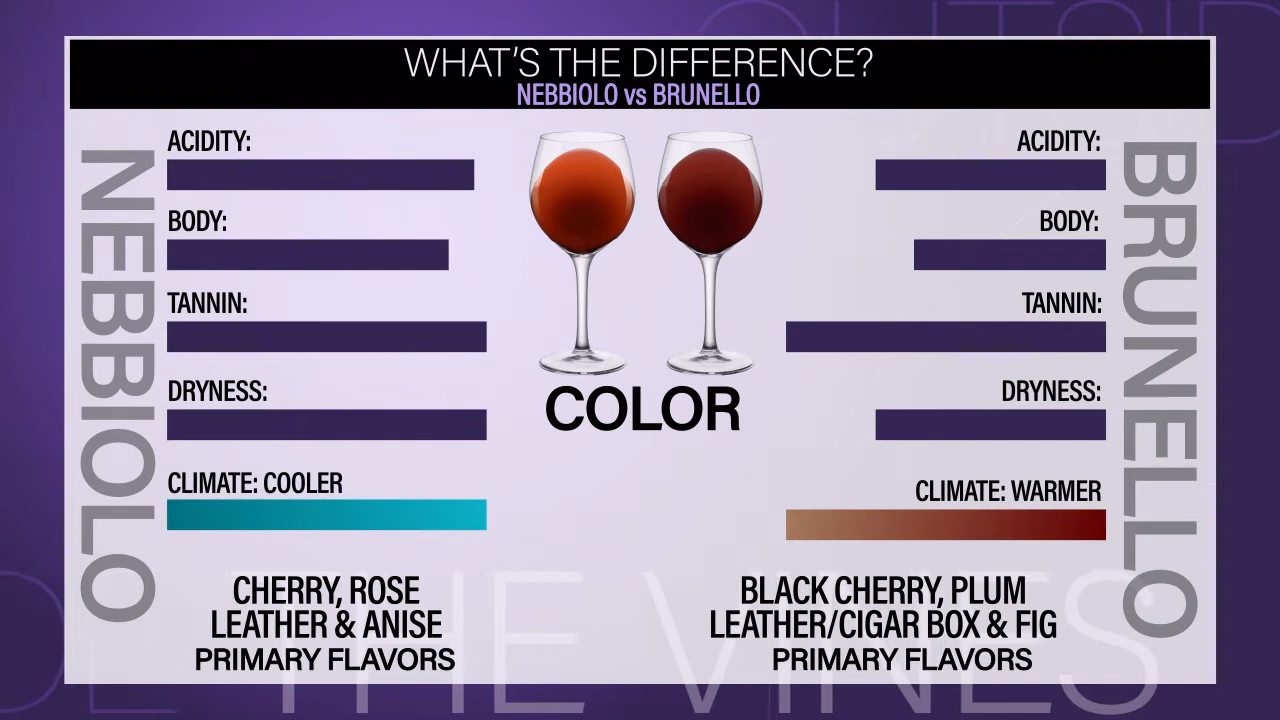 WHAT'S THE DIFFERENCE?
NEBBIOLO vs BRUNELLO
NEBBIOLO
ACIDITY:
BODY:
TANNIN:
DRYNESS:
CLIMATE: COOLER
CHERRY, ROSE
LEATHER & ANISE
PRIMARY FLAVORS
COLOR
ACIDITY:
BODY:
TANNIN:
DRYNESS:
CLIMATE: WARMER
BLACK CHERRY, PLUM
LEATHER/CIGAR BOX & FIG
PRIMARY FLAVORS
BRUNELLO
THE VINES